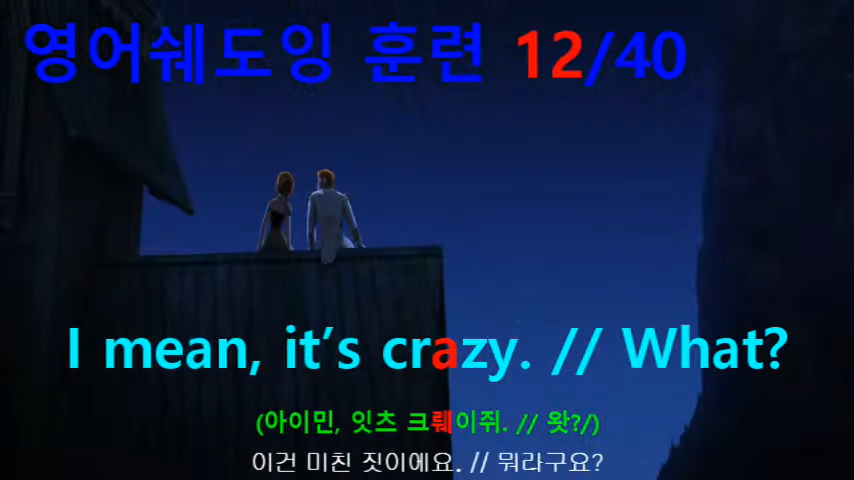 영어쉐도잉 훈련 12/40
I mean, it's crazy. // What?
(아이민, 잇츠 크뤠이쥐. // 왓?/)
이건 미친 짓이에요. // 뭐라구요?